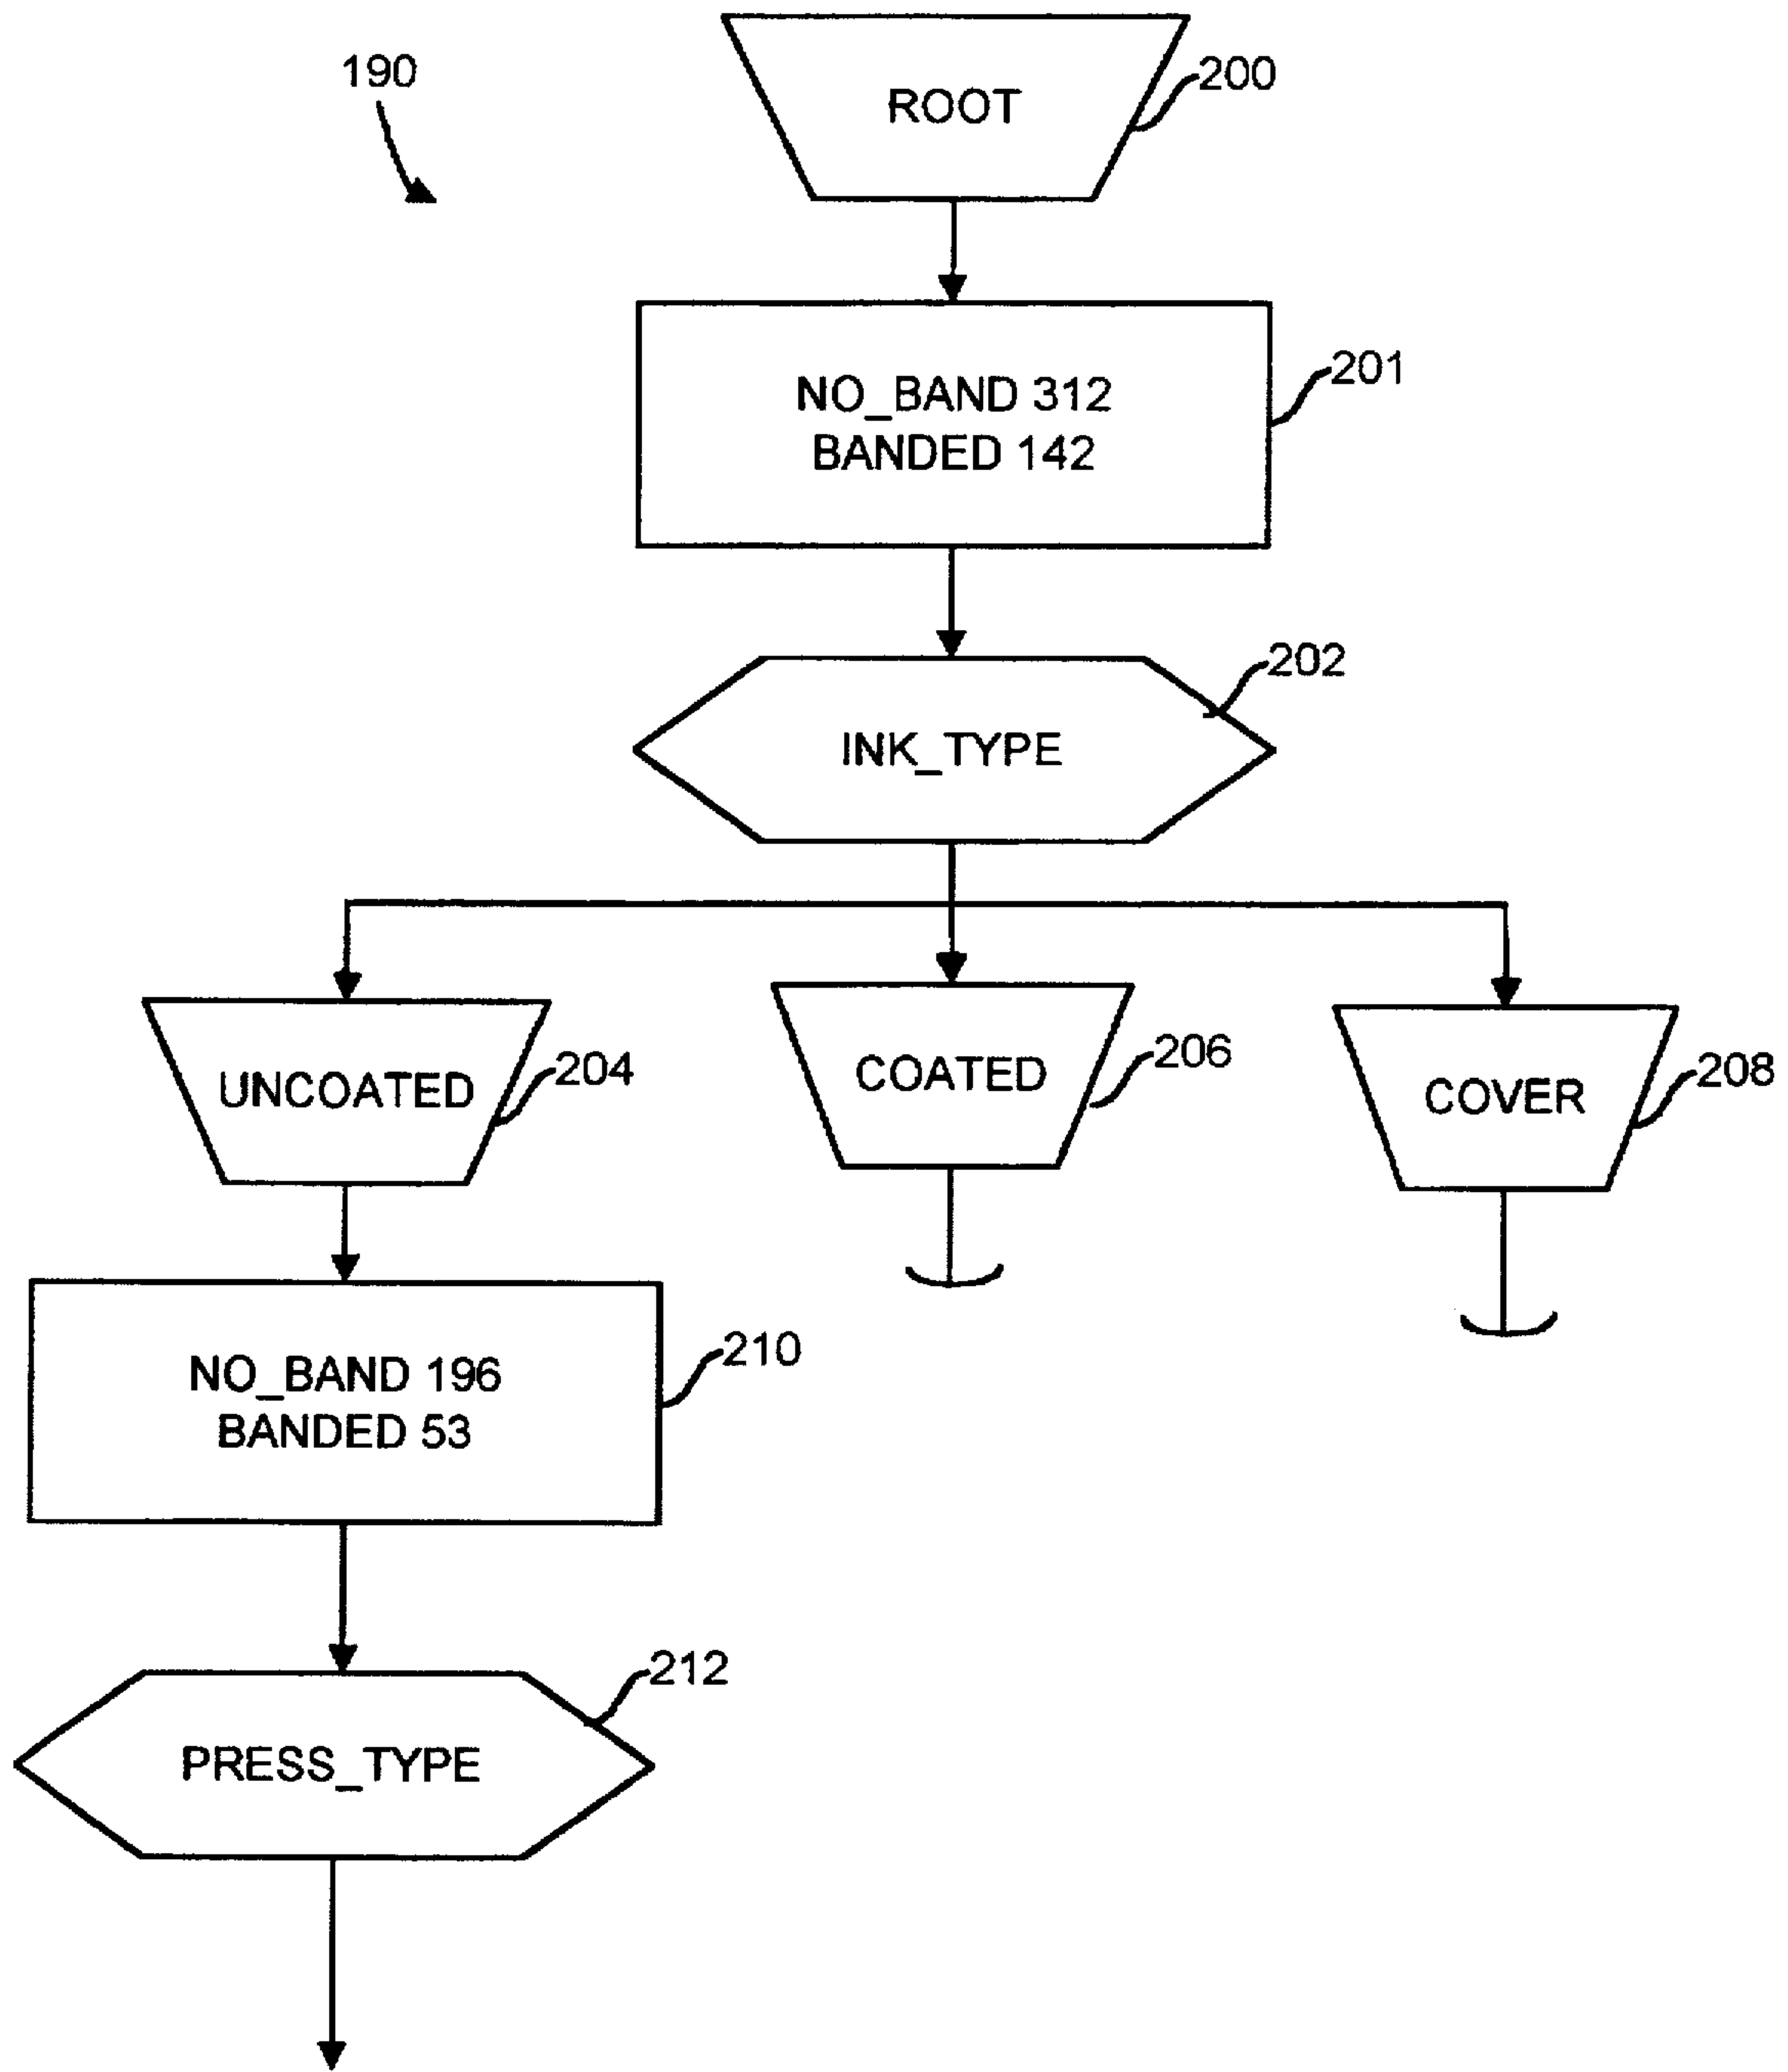 190
ROOT
200
NO_BAND 312
BANDED 142
201
INK_TYPE
202
UNCOATED
204
COATED
206
COVER
208
NO_BAND 196
BANDED 53
210
PRESS_TYPE
212